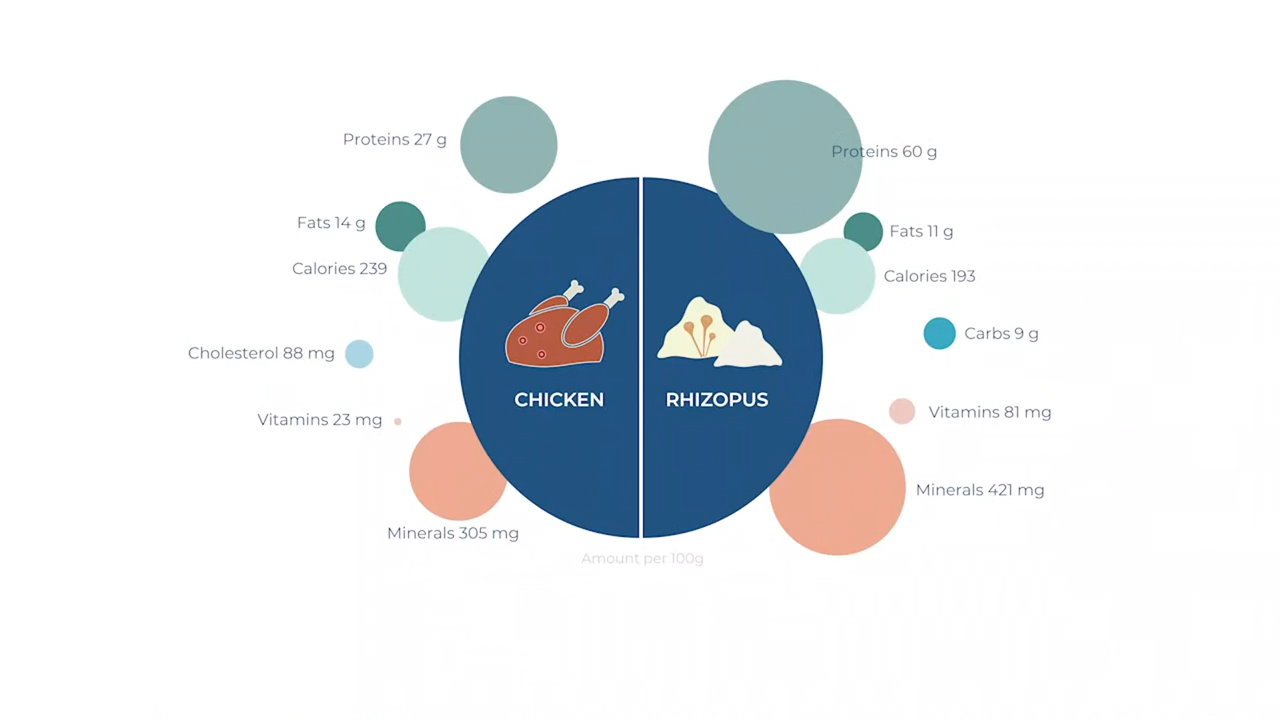 Proteins 27 g
Fats 14 g
Calories 239
Cholesterol 88 mg
Vitamins 23 mg
Minerals 305 mg
CHICKEN
RHIZOPUS
Proteins 60 g
Fats 11 g
Calories 193
Carbs 9 g
Vitamins 81 mg
Minerals 421 mg
Amount per 100g